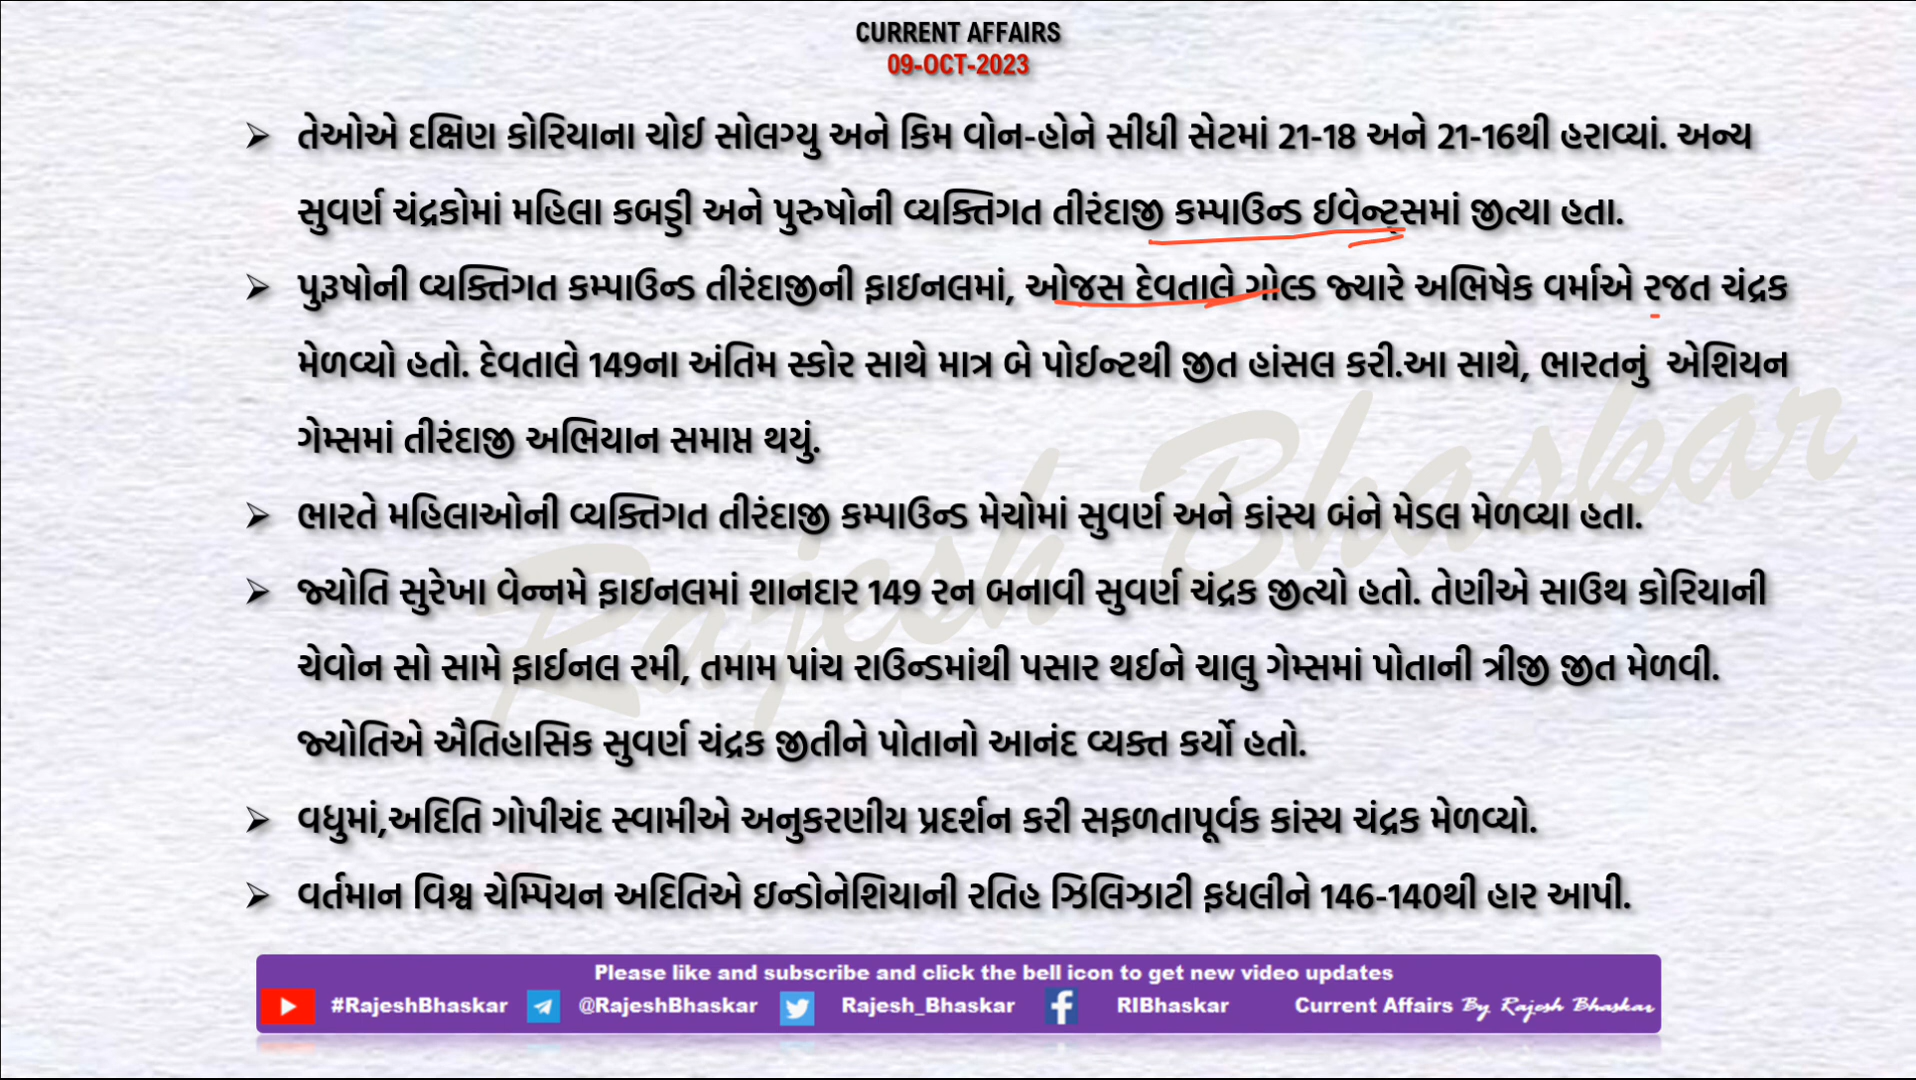 CURRENT AFFAIRS
09-OCT-2023
➢ તેઓએ દક્ષિણ કોરિયાના ચોઈ સોલગ્યુ અને કિમ વોન-હોને સીધી સેટમાં 21-18 અને 21-16થી હરાવ્યાં. અન્ય
સુવર્ણ ચંદ્રકોમાં મહિલા કબડ્ડી અને પુરુષોની વ્યક્તિગત તીરંદાજી કમ્પાઉન્ડ ઈવેન્ટ્સમાં જીત્યા હતા.
➢ પુરૂષોની વ્યક્તિગત કમ્પાઉન્ડ તીરંદાજીની ફાઇનલમાં, ઓજસ દેવતાલે ગોલ્ડ જ્યારે અભિષેક વર્માએ રજત ચંદ્રક
મેળવ્યો હતો. દેવતાલે 149ના અંતિમ સ્કોર સાથે માત્ર બે પોઈન્ટથી જીત હાંસલ કરી.આ સાથે, ભારતનું એશિયન
ગેમ્સમાં તીરંદાજી અભિયાન સમાપ્ત થયું.
➢ ભારતે મહિલાઓની વ્યક્તિગત તીરંદાજી કમ્પાઉન્ડ મેચોમાં સુવર્ણ અને કાંસ્ય બંને મેડલ મેળવ્યા હતા.
➢ જ્યોતિ સુરેખા વેન્નમે ફાઇનલમાં શાનદાર 149 રન બનાવી સુવર્ણ ચંદ્રક જીત્યો હતો. તેણીએ સાઉથ કોરિયાની
ચેવોન સો સામે ફાઈનલ રમી, તમામ પાંચ રાઉન્ડમાંથી પસાર થઈને ચાલુ ગેમ્સમાં પોતાની ત્રીજી જીત મેળવી.
જ્યોતિએ ઐતિહાસિક સુવર્ણ ચંદ્રક જીતીને પોતાનો આનંદ વ્યક્ત કર્યો હતો.
➢ વધુમાં,અદિતિ ગોપીચંદ સ્વામીએ અનુકરણીય પ્રદર્શન કરી સફળતાપૂર્વક કાંસ્ય ચંદ્રક મેળવ્યો.
➢ વર્તમાન વિશ્વ ચેમ્પિયન અદિતિએ ઇન્ડોનેશિયાની રતિહ ઝિલિઝાટી ફધલીને 146-140થી હાર આપી.
Rajesh Bhaskar
Please like and subscribe and click the bell icon to get new video updates
#RajeshBhaskar @RajeshBhaskar Rajesh_Bhaskar RIBhaskar Current Affairs By Rajesh Bhaskar